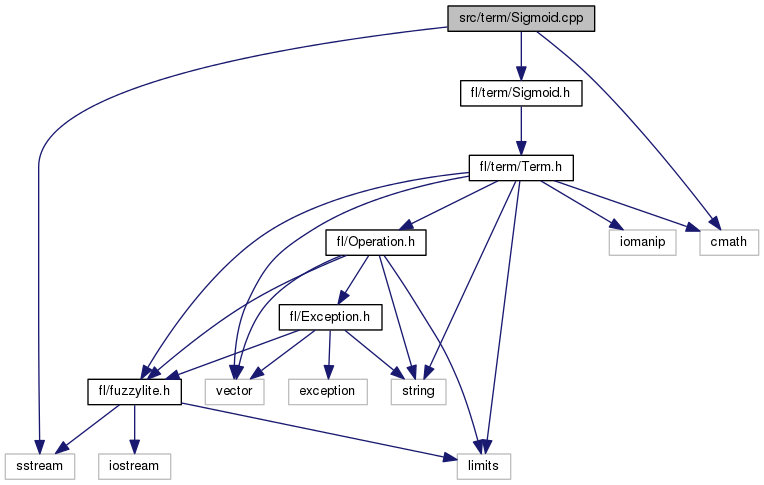 src/term/Sigmoid.cpp
fl/term/Sigmoid.h
fl/term/Term.h
fl/Operation.h
iomanip
cmath
fl/Exception.h
fl/fuzzylite.h
vector
exception
string
sstream
iostream
limits